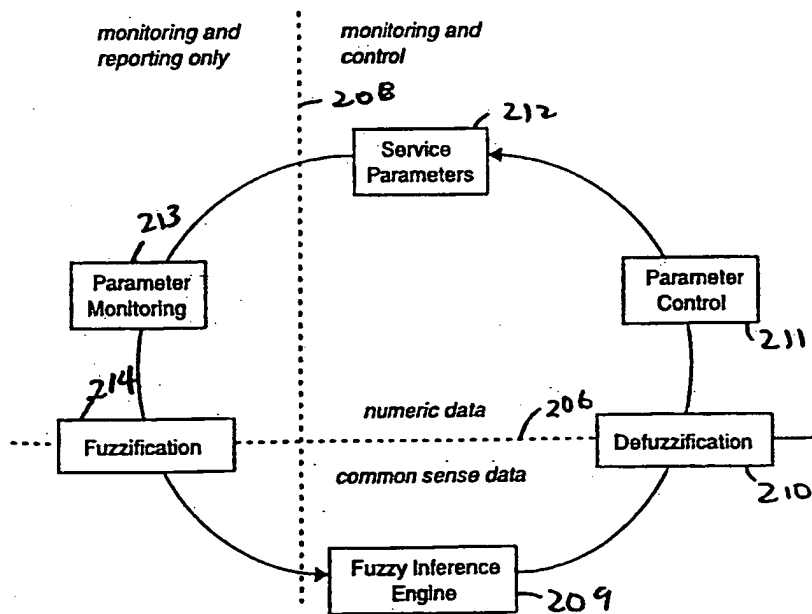 monitoring and
reporting only
monitoring and
control
208
212
Service
Parameters
213
Parameter
Monitoring
Parameter
Control
211
214
numeric data
206
Fuzzification
Defuzzification
common sense data
210
Fuzzy Inference
Engine
209